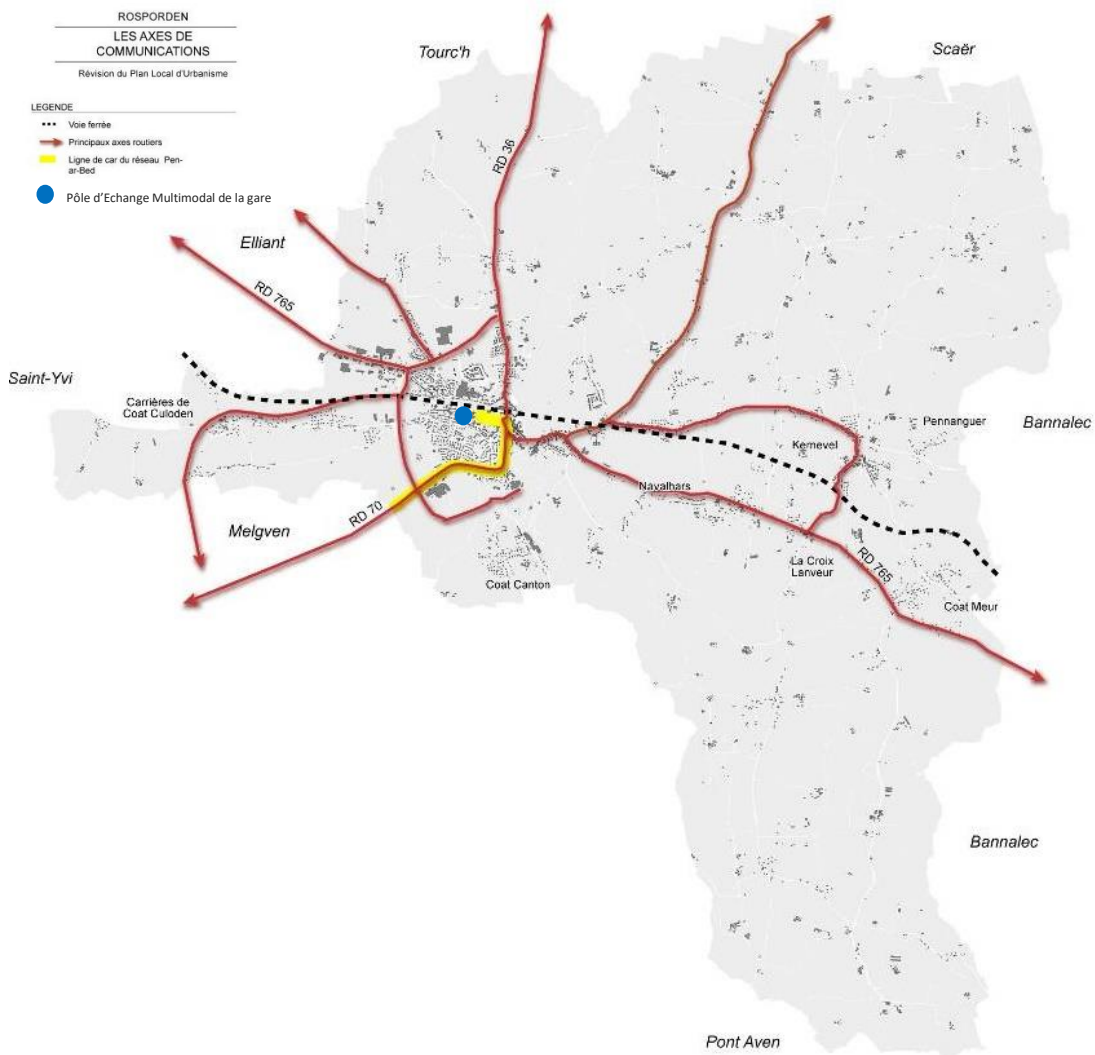 ROSPORDEN
LES AXES DE
COMMUNICATIONS
Révision du Plan Local d'Urbanisme
LEGENDE
Voie ferrée
Principaux axes routiers
Ligne de car du réseau Pen-
ar-Bed
Pôle d'Echange Multimodal de la gare
Tourc'h
Scaër
RD 36
Elliant
RD 765
Saint-Yvi
Carrières de
Coat Culoden
Pennanguer
Bannalec
Kernevel
Navalhars
RD 70
Melgven
La Croix
Lanveur
RD 765
Coat Canton
Coat Meur
Bannalec
Pont Aven